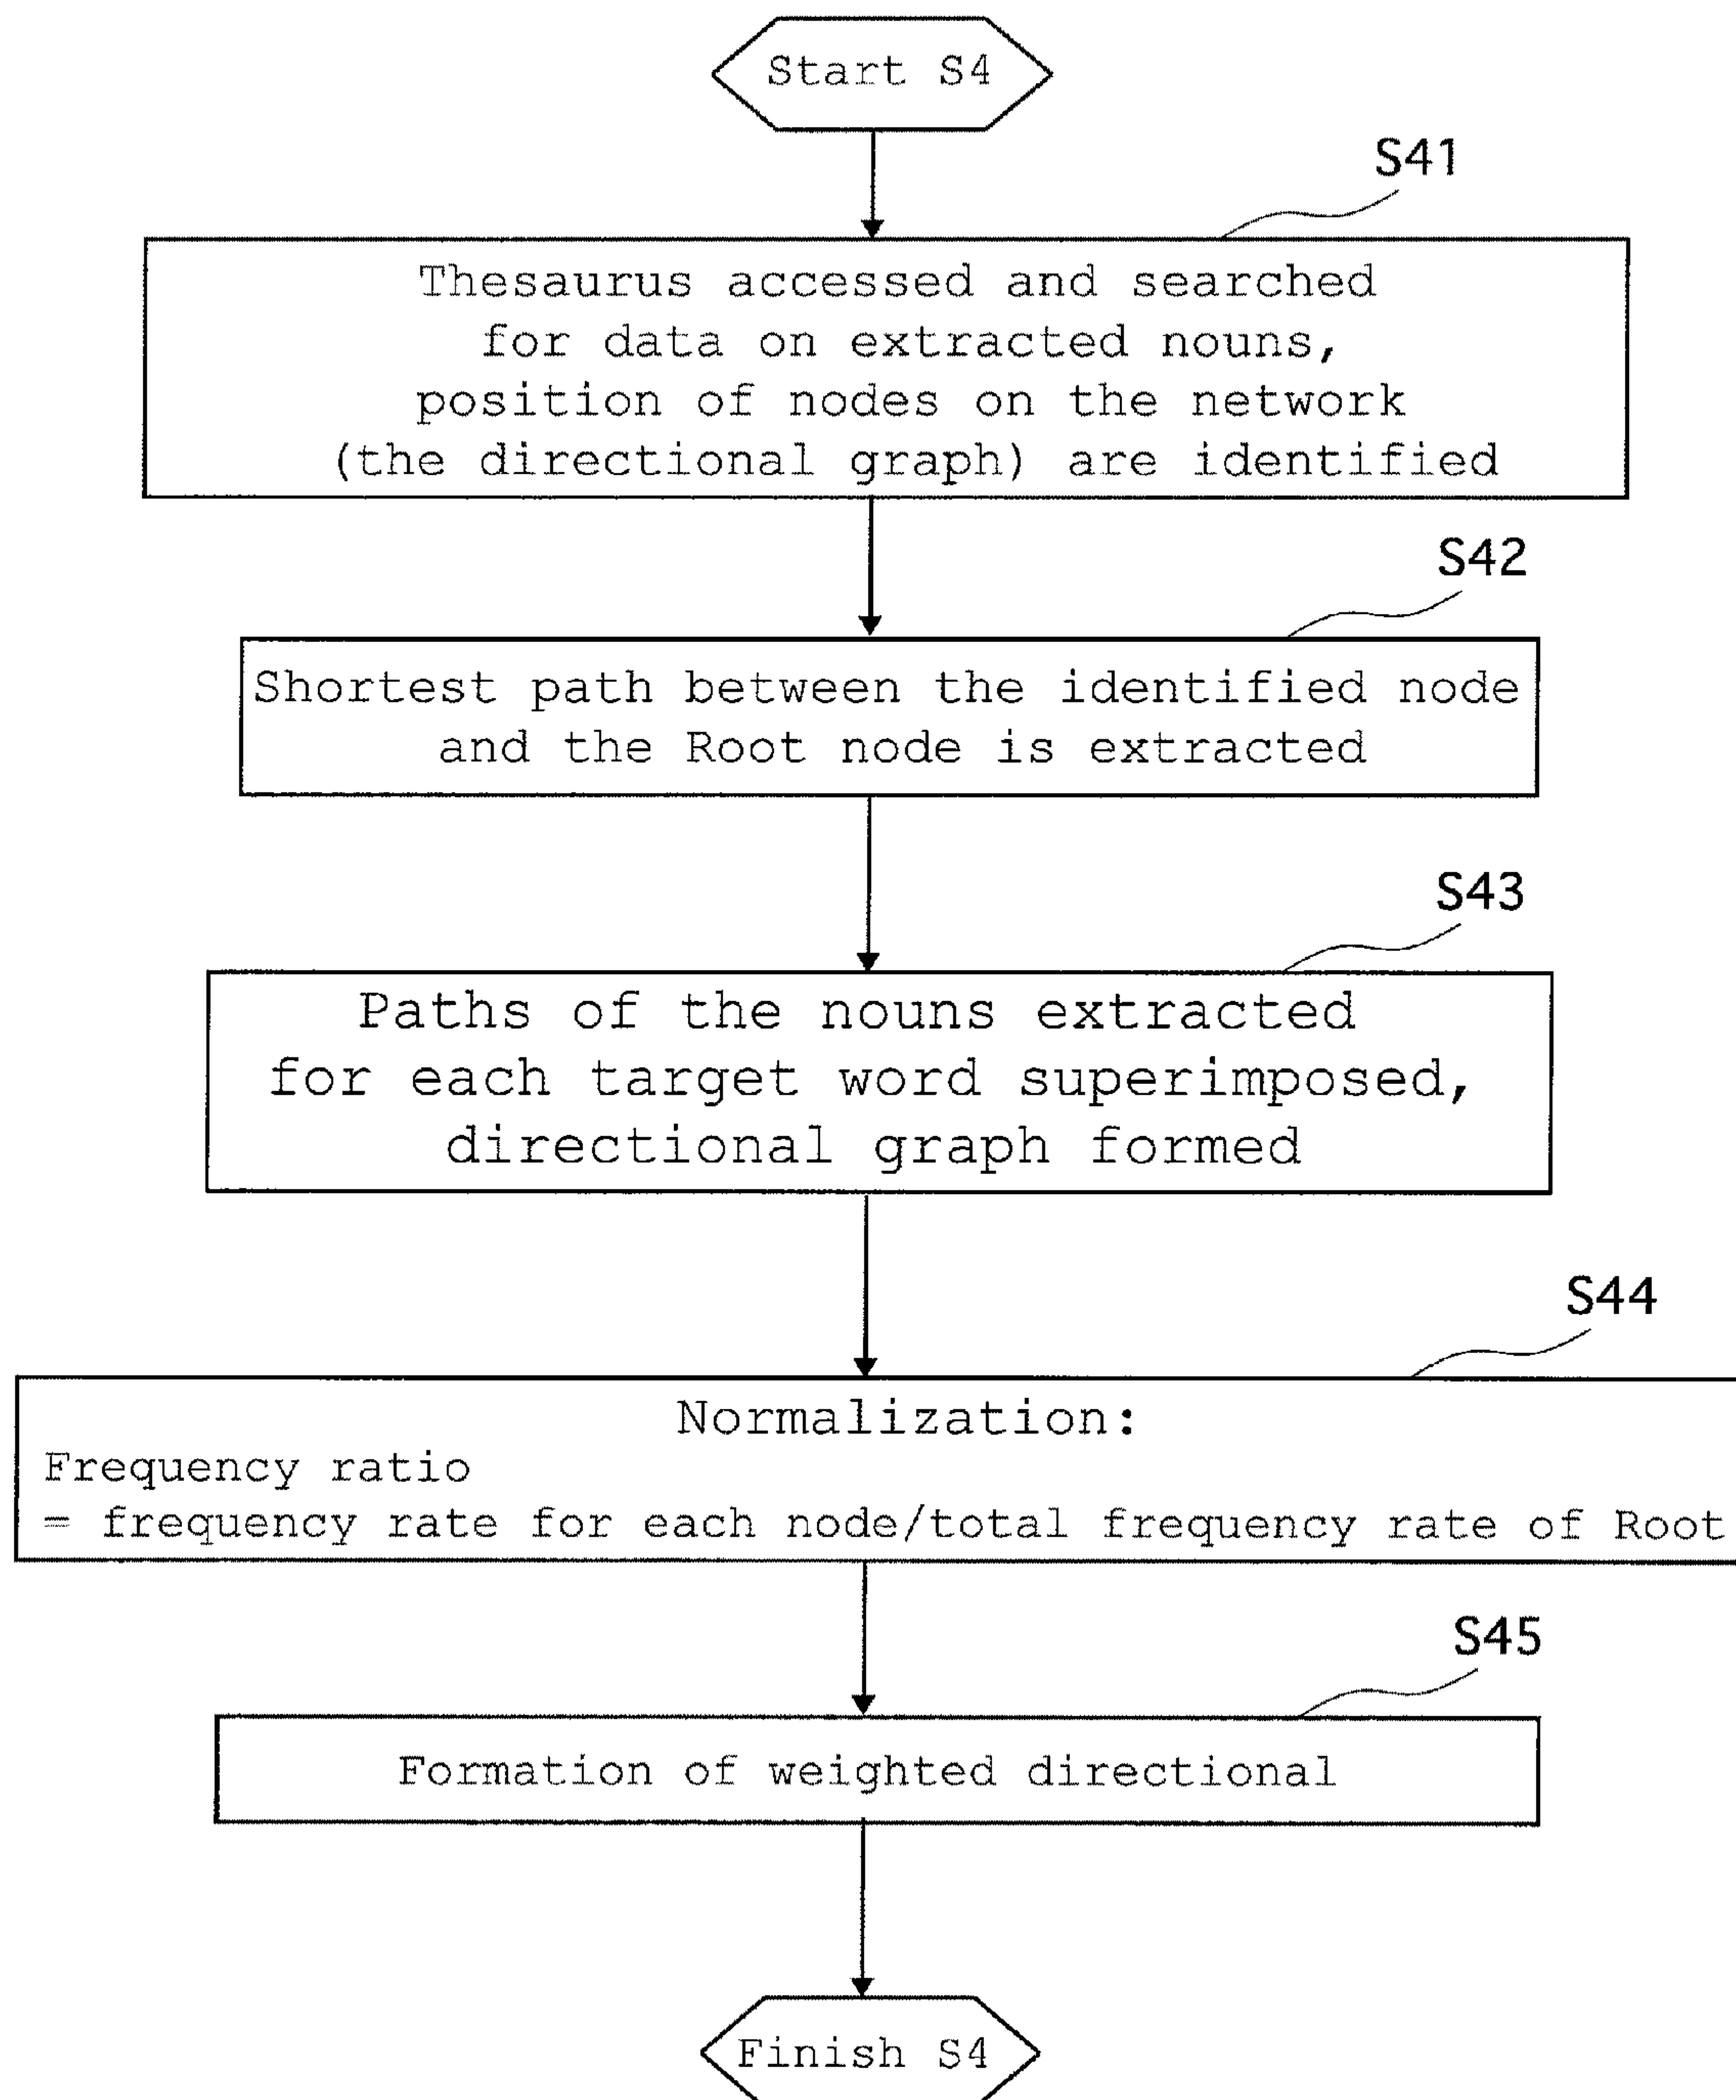 Start S4
S41
Thesaurus accessed and searched
for data on extracted nouns,
position of nodes on the network
(the directional graph) are identified
S42
Shortest path between the identified node
and the Root node is extracted
S43
Paths of the nouns extracted
for each target word superimposed,
directional graph formed
S44
Normalization:
Frequency ratio
= frequency rate for each node/total frequency rate of Root
S45
Formation of weighted directional
Finish S4